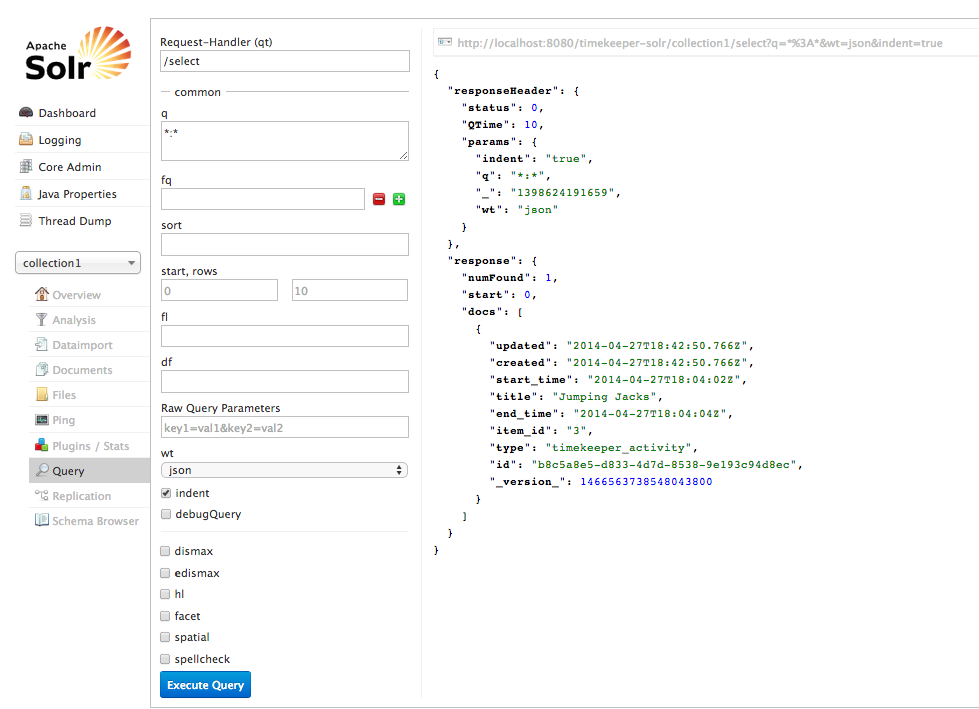 Apache
Solr
Dashboard
Logging
Core Admin
Java Properties
Thread Dump
collection1
Overview
Analysis
Dataimport
Documents
Files
Ping
Plugins / Stats
Query
Replication
Schema Browser
Request-Handler (qt)
/select
common
q
*:*
fq
sort
start, rows
0 10
fl
df
Raw Query Parameters
key1=val1&key2=val2
wt
json
indent
debugQuery
dismax
edismax
hl
facet
spatial
spellcheck
Execute Query
http://localhost:8080/timekeeper-solr/collection1/select?q=*%3A*&wt=json&indent=true
{
  "responseHeader": {
    "status": 0,
    "QTime": 10,
    "params": {
      "indent": "true",
      "q": "*:*",
      "_": "1398624191659",
      "wt": "json"
    }
  },
  "response": {
    "numFound": 1,
    "start": 0,
    "docs": [
      {
        "updated": "2014-04-27T18:42:50.766Z",
        "created": "2014-04-27T18:42:50.766Z",
        "start_time": "2014-04-27T18:04:02Z",
        "title": "Jumping Jacks",
        "end_time": "2014-04-27T18:04:04Z",
        "item_id": "3",
        "type": "timekeeper_activity",
        "id": "b8c5a8e5-d833-4d7d-8538-9e193c94d8ec",
        "_version_": 1466563738548043800
      }
    ]
  }
}